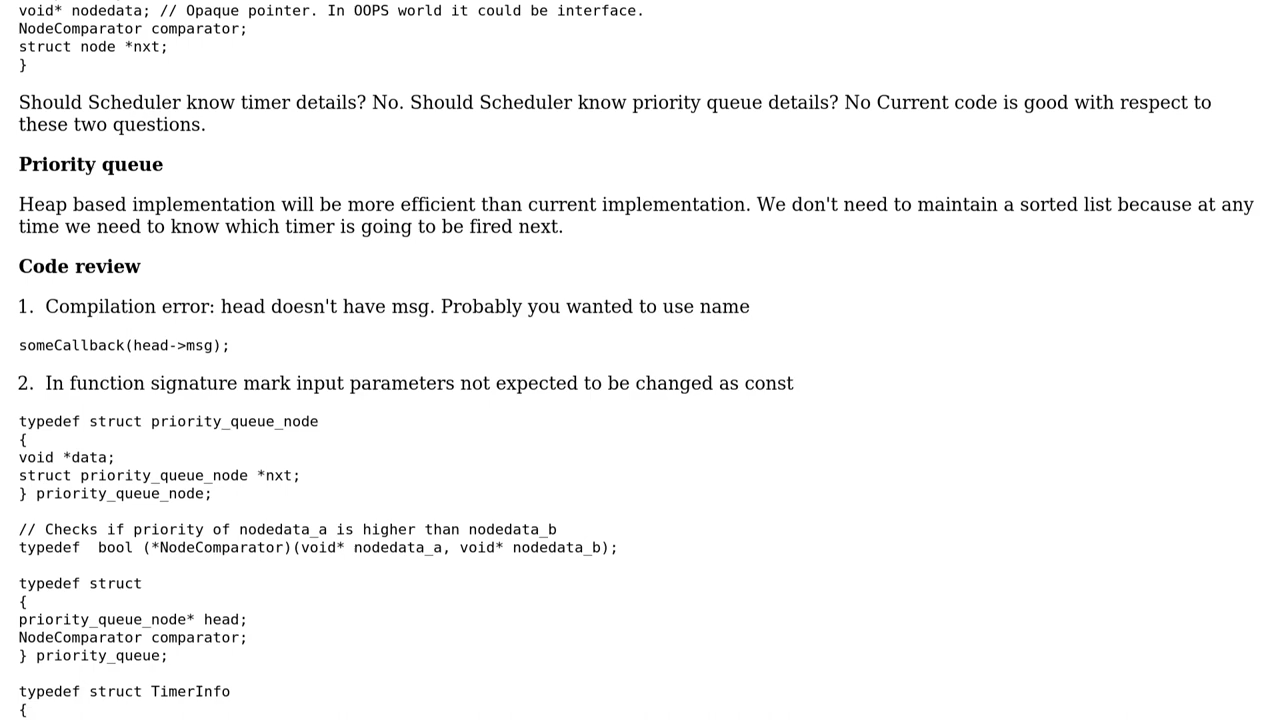 void* nodedata; // Opaque pointer. In OOPS world it could be interface.
NodeComparator comparator;
struct node *nxt;
}
Should Scheduler know timer details? No. Should Scheduler know priority queue details? No Current code is good with respect to
these two questions.
Priority queue
Heap based implementation will be more efficient than current implementation. We don't need to maintain a sorted list because at any
time we need to know which timer is going to be fired next.
Code review
1. Compilation error: head doesn't have msg. Probably you wanted to use name
someCallback(head->msg);
2. In function signature mark input parameters not expected to be changed as const
typedef struct priority_queue_node
{
void *data;
struct priority_queue_node *nxt;
} priority_queue_node;
// Checks if priority of nodedata_a is higher than nodedata_b
typedef  bool (*NodeComparator)(void* nodedata_a, void* nodedata_b);
typedef struct
{
priority_queue_node* head;
NodeComparator comparator;
} priority_queue;
typedef struct TimerInfo
{